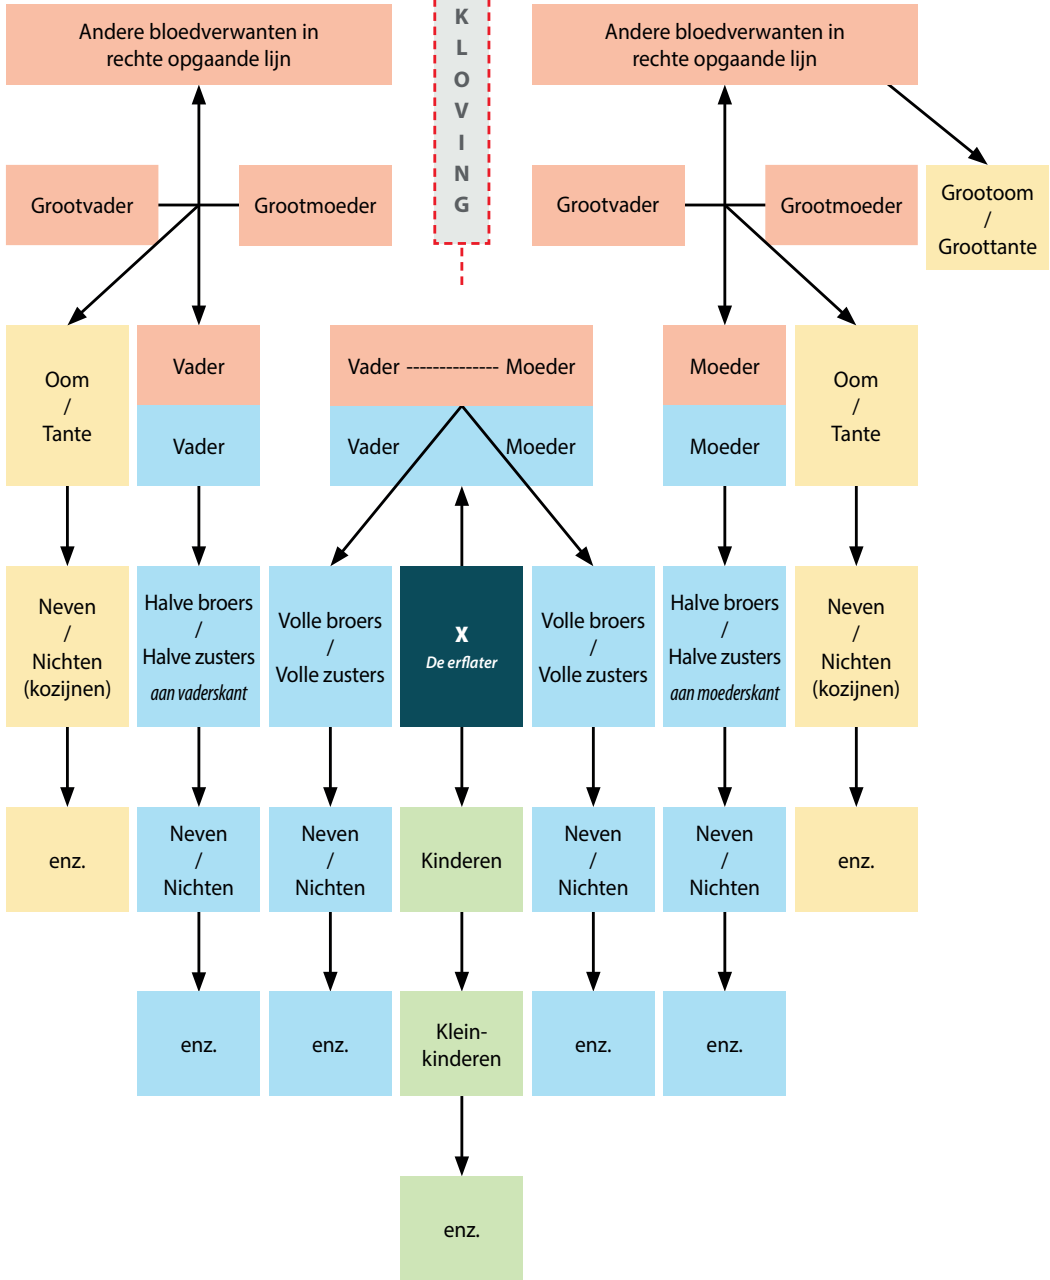 Andere bloedverwanten in
rechte opgaande lijn
K
L
O
V
I
N
G
Andere bloedverwanten in
rechte opgaande lijn
Grootvader
Grootmoeder
Grootvader
Grootmoeder
Grootoom
/
Groottante
Oom
/
Tante
Vader
Vader
Vader -------------- Moeder
Vader
Moeder
Moeder
Moeder
Oom
/
Tante
Neven
/
Nichten
(kozijnen)
Halve broers
/
Halve zusters
aan vaderskant
Volle broers
/
Volle zusters
X
De erflater
Volle broers
/
Volle zusters
Halve broers
/
Halve zusters
aan moederskant
Neven
/
Nichten
(kozijnen)
enz.
Neven
/
Nichten
Neven
/
Nichten
Kinderen
Neven
/
Nichten
Neven
/
Nichten
enz.
enz.
enz.
Klein-
kinderen
enz.
enz.
enz.